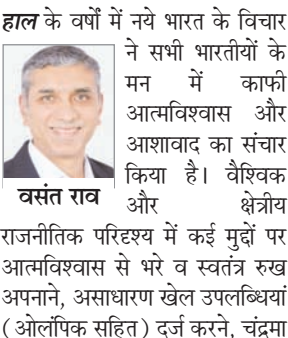 हाल के वर्षों में नये भारत के विचार
ने सभी भारतीयों के
मन में काफी
आत्मविश्वास और
आशावाद का संचार
किया है। वैश्विक
और क्षेत्रीय
वसंत राव
राजनीतिक परिदृश्य में कई मुद्दों पर
आत्मविश्वास से भरे व स्वतंत्र रुख
अपनाने, असाधारण खेल उपलब्धियां
(ओलंपिक सहित) दर्ज करने, चंद्रमा